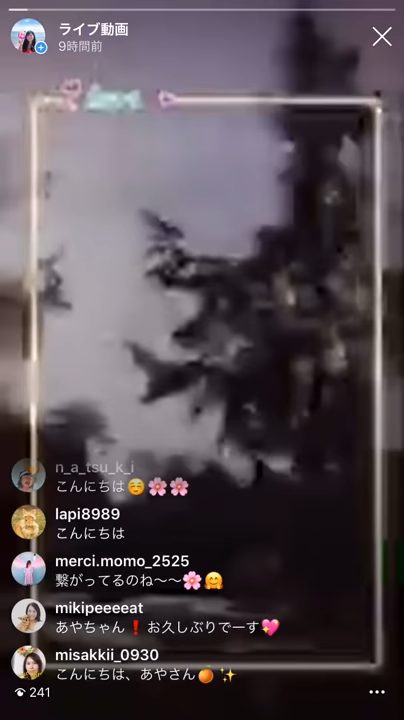 ライブ動画
9時間前
n_a_tsu_k_i
こんにちは☺️🌸🌸
lapi8989
こんにちは
merci.momo_2525
繋がってるのね〜〜🌸🤗
mikipeeeeat
あやちゃん❗お久しぶりでーす💖
misakkii_0930
こんにちは、あやさん🍊✨
241